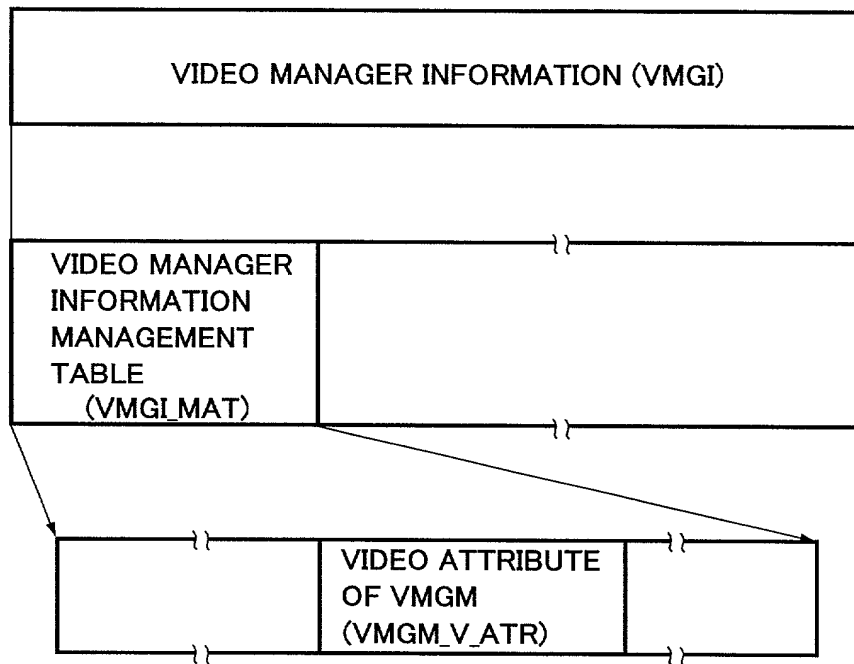 VIDEO MANAGER INFORMATION (VMGI)
VIDEO MANAGER
INFORMATION
MANAGEMENT
TABLE
(VMGI_MAT)
VIDEO ATTRIBUTE
OF VMGM
(VMGM_V_ATR)